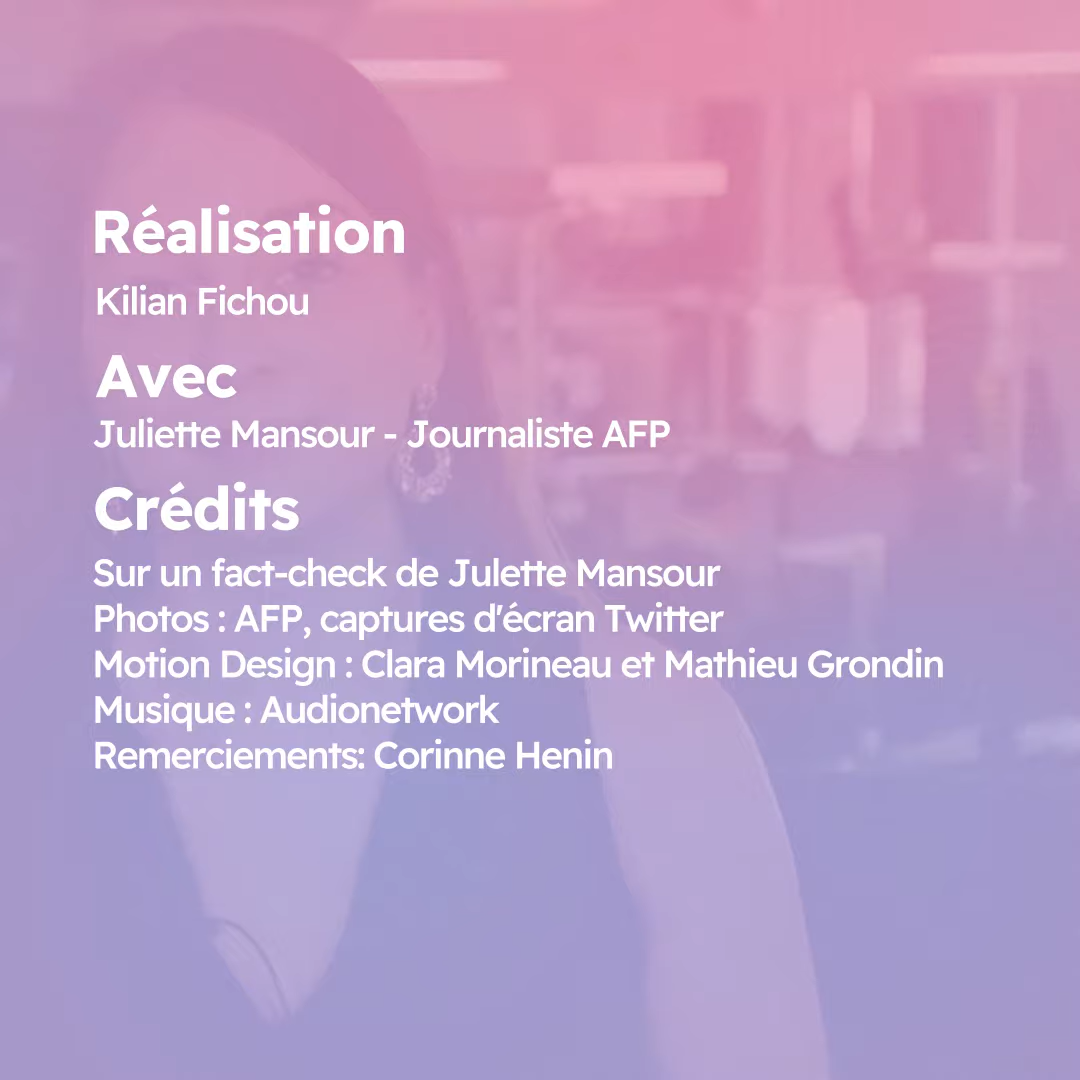 Réalisation
Kilian Fichou
Avec
Juliette Mansour - Journaliste AFP
Crédits
Sur un fact-check de Julette Mansour
Photos : AFP, captures d'écran Twitter
Motion Design : Clara Morineau et Mathieu Grondin
Musique : Audionetwork
Remerciements: Corinne Henin